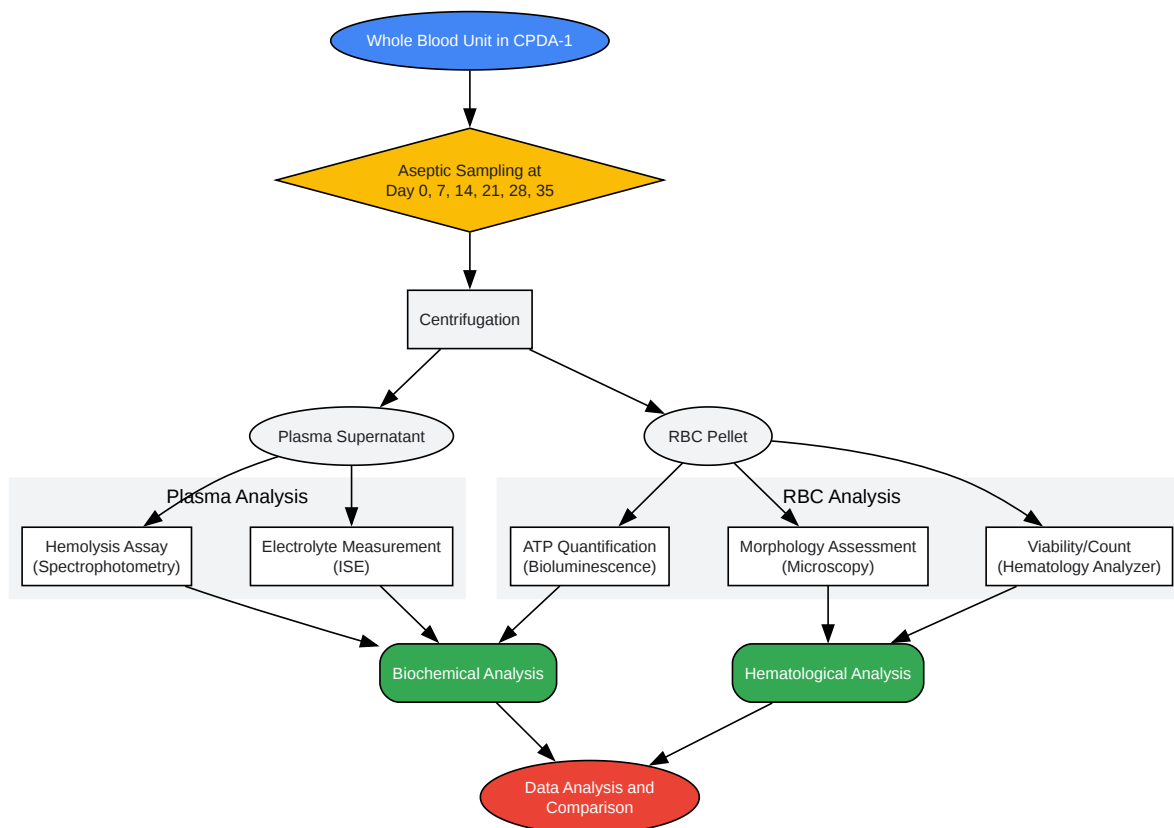 Whole Blood Unit in CPDA-1
Aseptic Sampling at
Day 0, 7, 14, 21, 28, 35
Centrifugation
Plasma Supernatant
RBC Pellet
Plasma Analysis
RBC Analysis
Hemolysis Assay
(Spectrophotometry)
Electrolyte Measurement
(ISE)
ATP Quantification
(Bioluminescence)
Morphology Assessment
(Microscopy)
Viability/Count
(Hematology Analyzer)
Biochemical Analysis
Hematological Analysis
Data Analysis and
Comparison